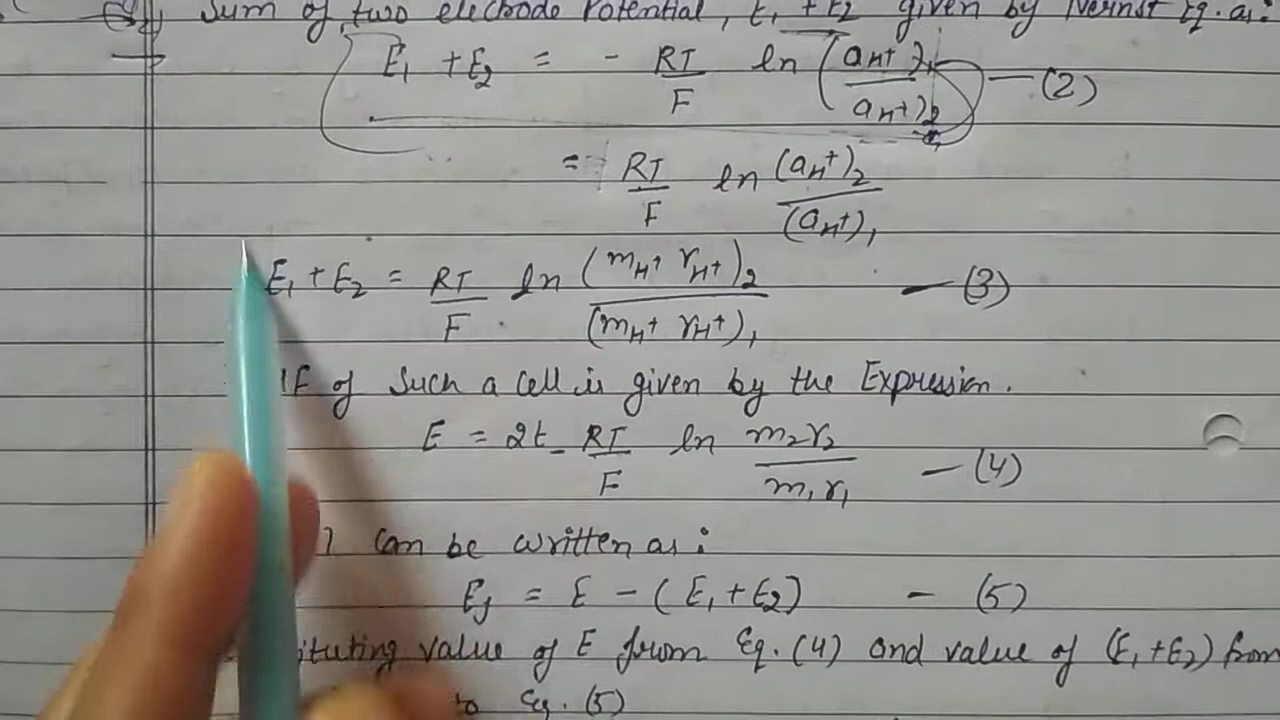 Sum of two electrode Potential, E₁ + E₂ given by Nernst Eq. as:
E₁ + E₂ = - RT/F ln (aH+)₁/(aH+)₂ — (2)
= RT/F ln (aH+)₂/(aH+)₁
E₁ + E₂ = RT/F ln (mH+ γH+)₂/(mH+ γH+)₁ — (3)
of Such a cell is given by the Expression.
E = 2t_ RT/F ln m₂γ₂/m₁γ₁ — (4)
can be written as:
Ej = E - (E₁ + E₂) — (5)
ituting value of E from Eq. (4) and value of (E₁ + E₂) from
Eq. (5)